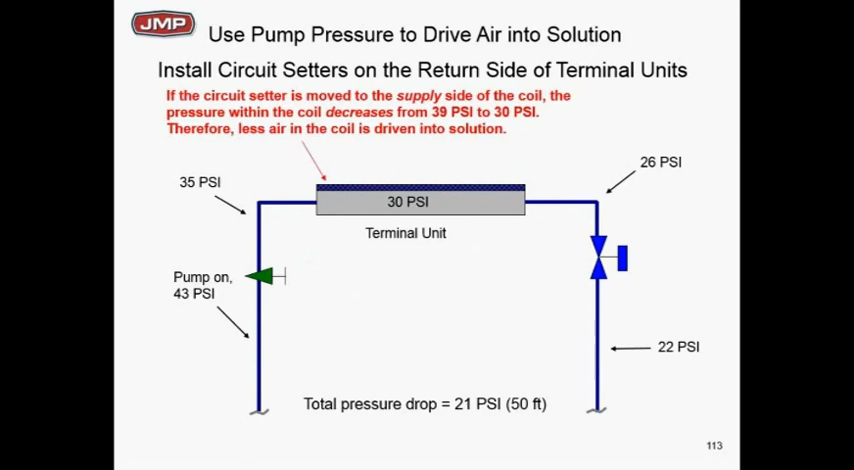 JMP
Use Pump Pressure to Drive Air into Solution
Install Circuit Setters on the Return Side of Terminal Units
If the circuit setter is moved to the supply side of the coil, the
pressure within the coil decreases from 39 PSI to 30 PSI.
Therefore, less air in the coil is driven into solution.
26 PSI
35 PSI
30 PSI
Terminal Unit
Pump on,
43 PSI
22 PSI
Total pressure drop = 21 PSI (50 ft)
113